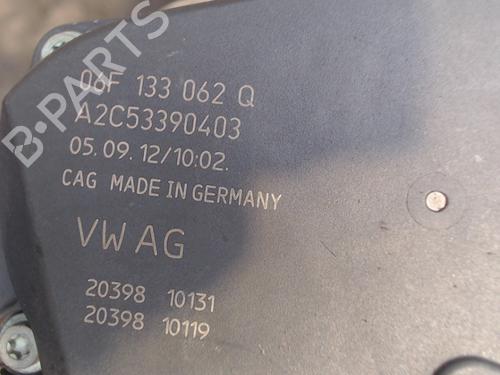 B-PARTS
06F 133 062 Q
A2C53390403
05.09.12/10:02.
CAG MADE IN GERMANY
VW AG
20398 10131
20398 10119